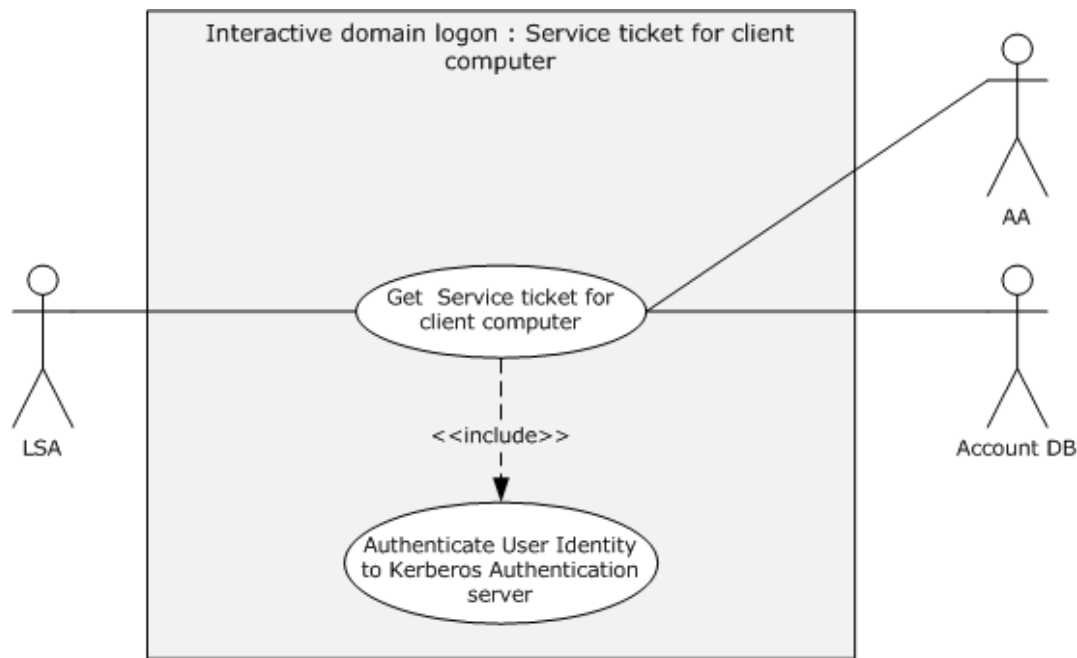 Interactive domain logon : Service ticket for client
computer
AA
Get  Service ticket for
client computer
LSA
Account DB
<<include>>
Authenticate User Identity
to Kerberos Authentication
server